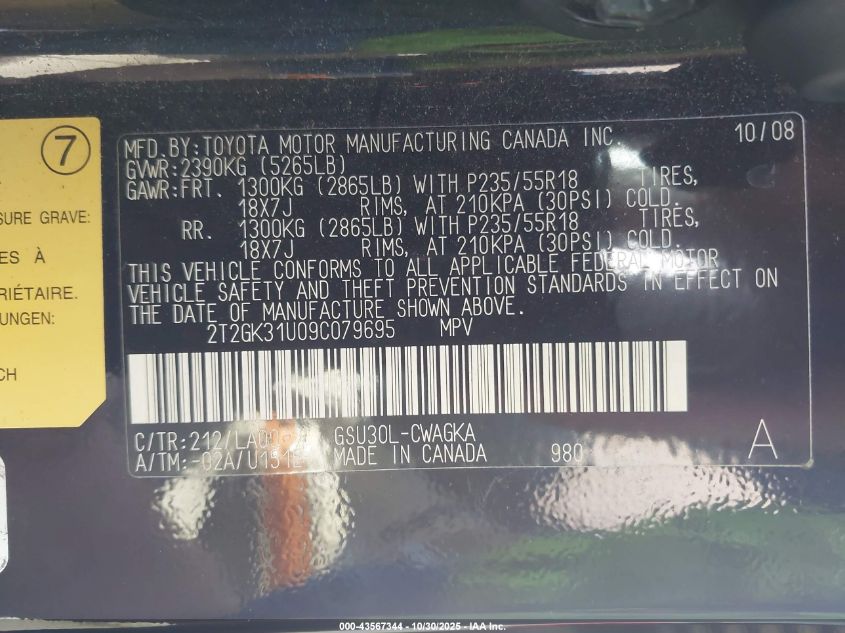 7
SURE GRAVE:
ES À
RIÉTAIRE.
UNGEN:
CH
MFD.BY:TOYOTA MOTOR MANUFACTURING CANADA INC. 10/08
GVWR:2390KG (5265LB)
GAWR:FRT. 1300KG (2865LB) WITH P235/55R18 TIRES,
18X7J RIMS, AT 210KPA (30PSI) COLD.
RR. 1300KG (2865LB) WITH P235/55R18 TIRES,
18X7J RIMS, AT 210KPA (30PSI) COLD.
THIS VEHICLE CONFORMS TO ALL APPLICABLE FEDERAL MOTOR
VEHICLE SAFETY AND THEFT PREVENTION STANDARDS IN EFFECT ON
THE DATE OF MANUFACTURE SHOWN ABOVE.
2T2GK31U09C079695 MPV
C/TR:212/ GSU30L-CWAGKA
A/TM:-02A/ MADE IN CANADA 980 A
000-43567344 - 10/30/2025 - IAA Inc.